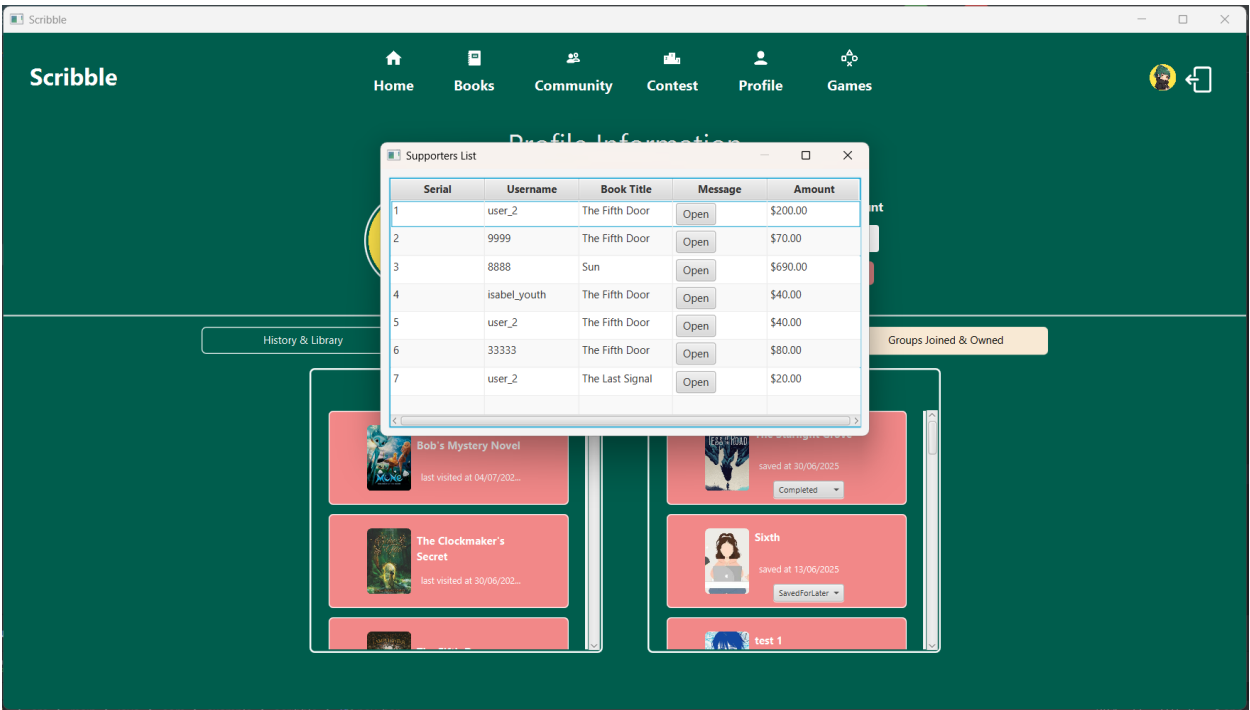 Scribble
Scribble
Home Books Community Contest Profile Games
Profile Information
Supporters List
Serial Username Book Title Message Amount
1 user_2 The Fifth Door Open $200.00
2 9999 The Fifth Door Open $70.00
3 8888 Sun Open $690.00
4 isabel_youth The Fifth Door Open $40.00
5 user_2 The Fifth Door Open $40.00
6 33333 The Fifth Door Open $80.00
7 user_2 The Last Signal Open $20.00
History & Library
Groups Joined & Owned
Bob's Mystery Novel
last visited at 04/07/202...
The Clockmaker's
Secret
last visited at 30/06/202...
The Starlight Grove
saved at 30/06/2025
Completed
Sixth
saved at 13/06/2025
SavedForLater
test 1